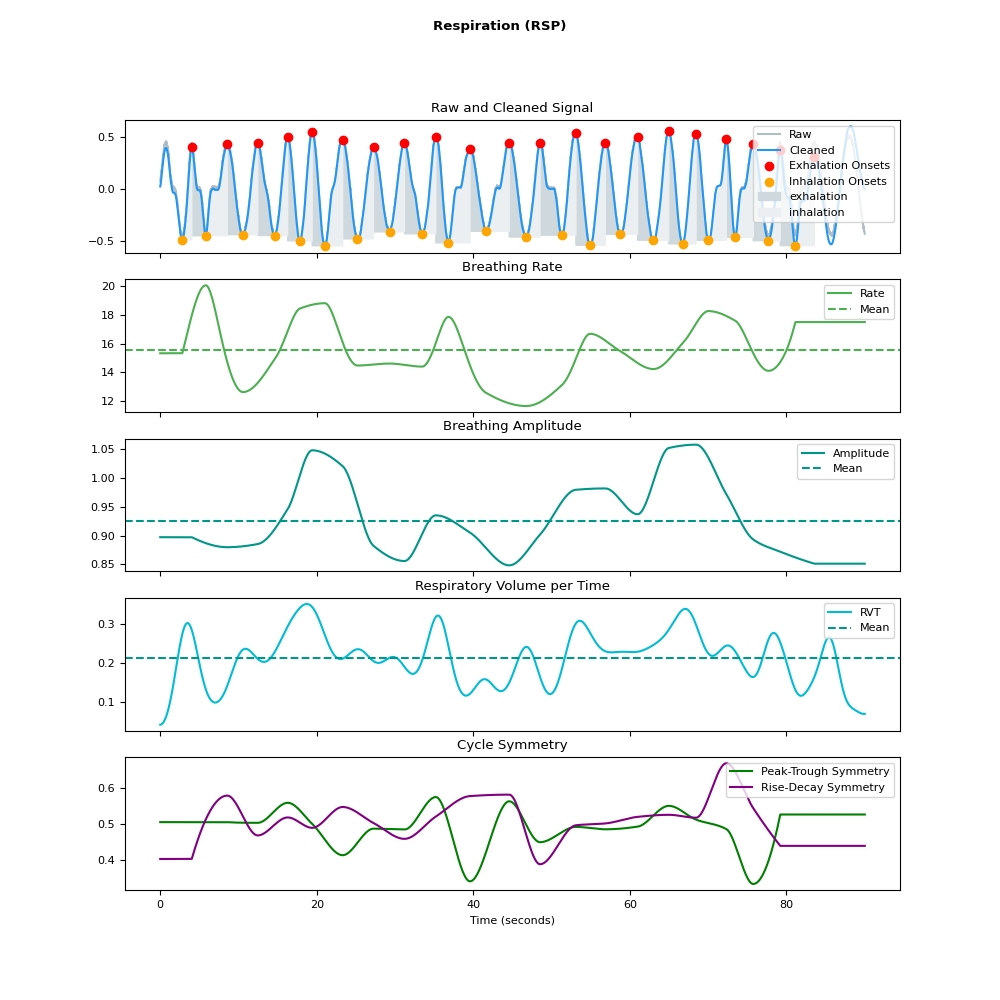 Respiration (RSP)
Raw and Cleaned Signal
0.5
0.0
−0.5
Raw
Cleaned
Exhalation Onsets
Inhalation Onsets
exhalation
inhalation
Breathing Rate
20
18
16
14
12
Rate
Mean
Breathing Amplitude
1.05
1.00
0.95
0.90
0.85
Amplitude
Mean
Respiratory Volume per Time
0.3
0.2
0.1
RVT
Mean
Cycle Symmetry
0.6
0.5
0.4
Peak-Trough Symmetry
Rise-Decay Symmetry
0 20 40 60 80
Time (seconds)